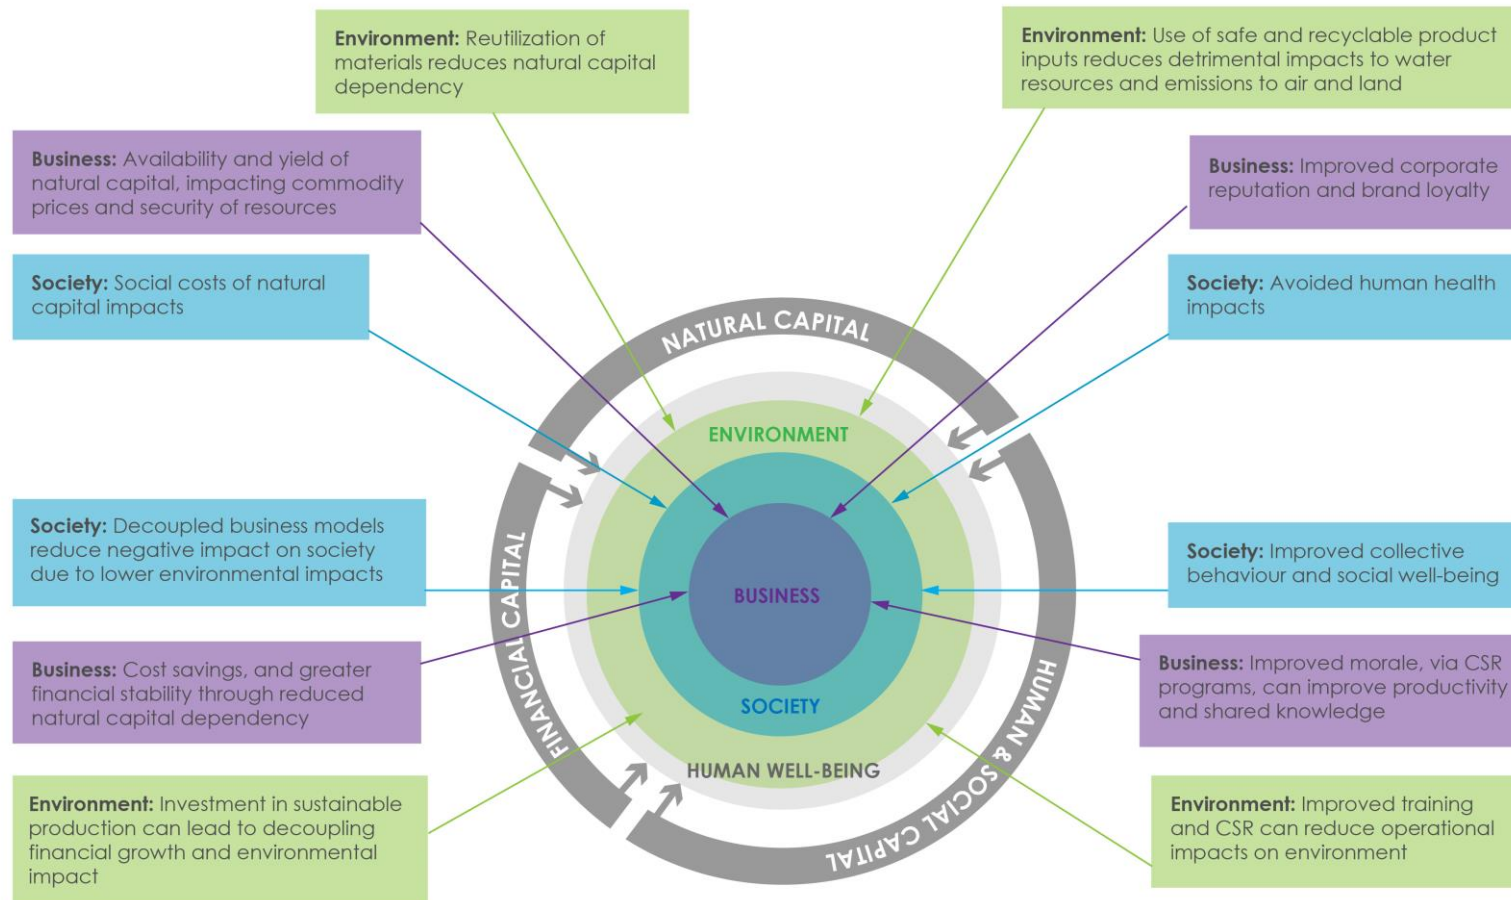 Environment: Reutilization of
materials reduces natural capital
dependency
Environment: Use of safe and recyclable product
inputs reduces detrimental impacts to water
resources and emissions to air and land
Business: Availability and yield of
natural capital, impacting commodity
prices and security of resources
Business: Improved corporate
reputation and brand loyalty
Society: Social costs of natural
capital impacts
Society: Avoided human health
impacts
NATURAL CAPITAL
ENVIRONMENT
Society: Decoupled business models
reduce negative impact on society
due to lower environmental impacts
FINANCIAL CAPITAL
BUSINESS
Society: Improved collective
behaviour and social well-being
Business: Cost savings, and greater
financial stability through reduced
natural capital dependency
SOCIETY
HUMAN & SOCIAL CAPITAL
Business: Improved morale, via CSR
programs, can improve productivity
and shared knowledge
HUMAN WELL-BEING
Environment: Investment in sustainable
production can lead to decoupling
financial growth and environmental
impact
Environment: Improved training
and CSR can reduce operational
impacts on environment